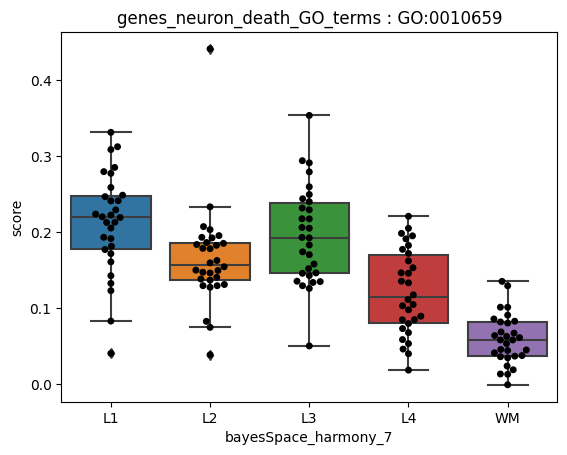 genes_neuron_death_GO_terms : GO:0010659
score
0.4
0.3
0.2
0.1
0.0
L1 L2 L3 L4 WM
bayesSpace_harmony_7